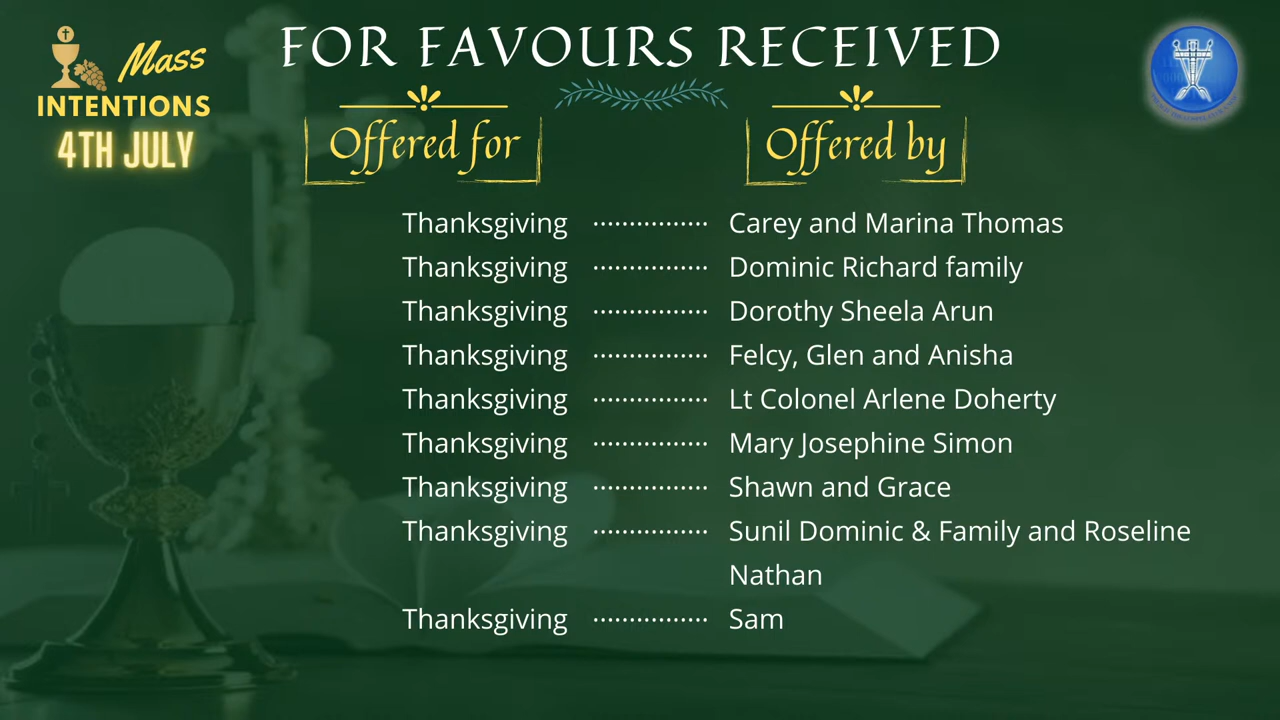 Mass
INTENTIONS
4TH JULY
FOR FAVOURS RECEIVED
Offered for
Offered by
Thanksgiving ................ Carey and Marina Thomas
Thanksgiving ................ Dominic Richard family
Thanksgiving ................ Dorothy Sheela Arun
Thanksgiving ................ Felcy, Glen and Anisha
Thanksgiving ................ Lt Colonel Arlene Doherty
Thanksgiving ................ Mary Josephine Simon
Thanksgiving ................ Shawn and Grace
Thanksgiving ................ Sunil Dominic & Family and Roseline
Nathan
Thanksgiving ................ Sam